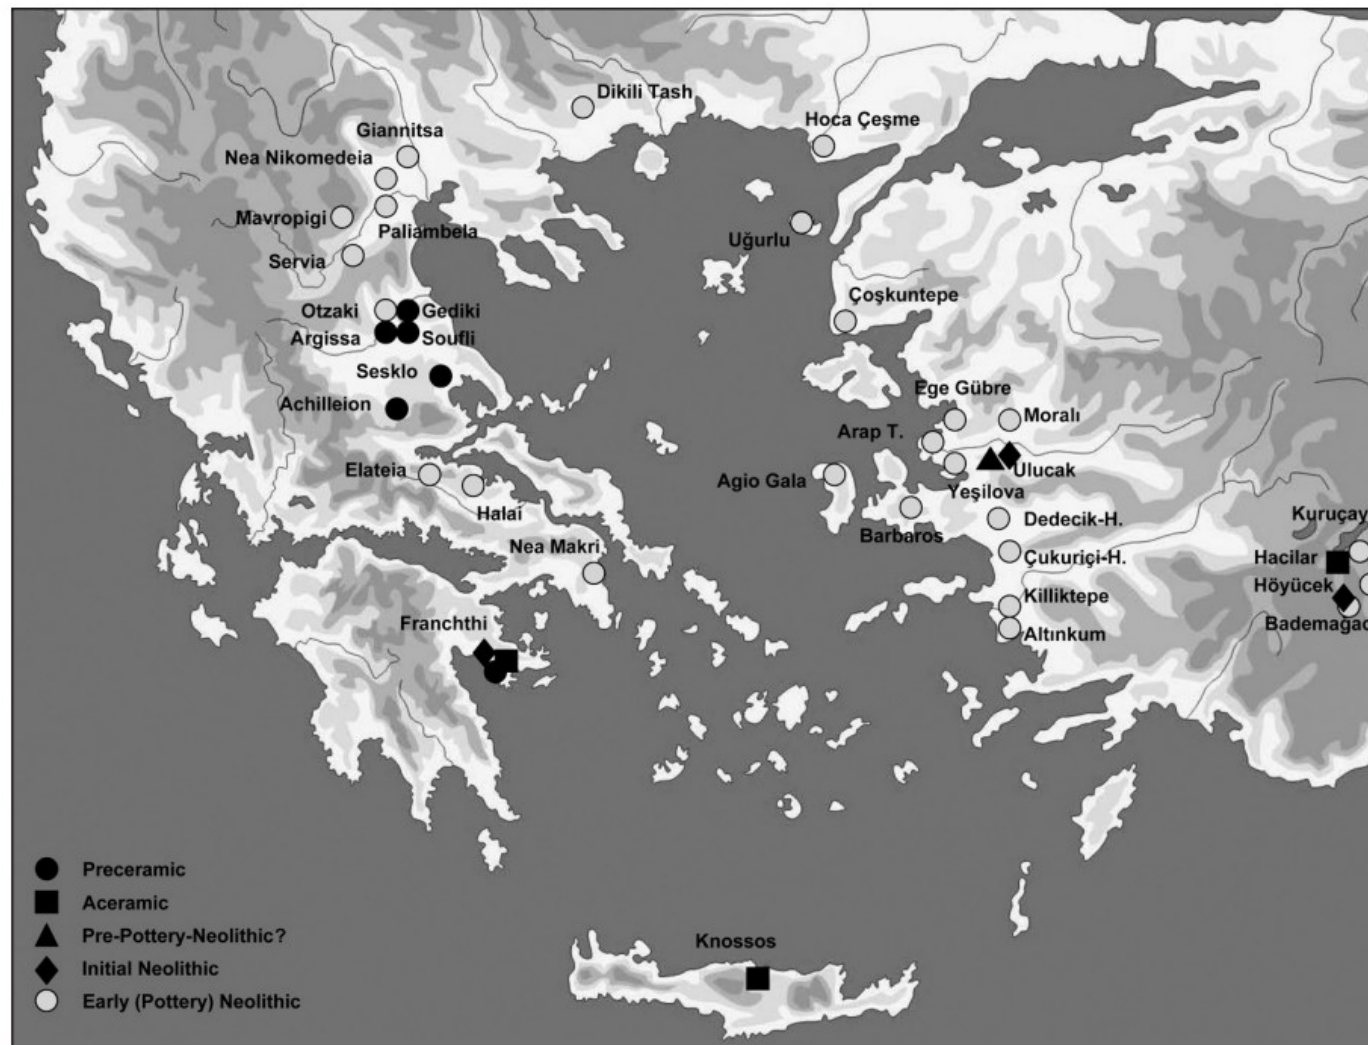 Dikili Tash
Hoca Çeşme
Giannitsa
Nea Nikomedeia
Mavropigi
Paliambela
Uğurlu
Servia
Çoşkuntepe
Otzaki
Gediki
Argissa
Soufli
Sesklo
Achilleion
Ege Gübre
Moralı
Arap T.
Elateia
Agio Gala
Ulucak
Yeşilova
Halai
Dedecik-H.
Kuruçay
Barbaros
Nea Makri
Çukuriçi-H.
Hacilar
Höyücek
Killiktepe
Franchthi
Altınkum
Bademağac
Preceramic
Aceramic
Pre-Pottery-Neolithic?
Knossos
Initial Neolithic
Early (Pottery) Neolithic